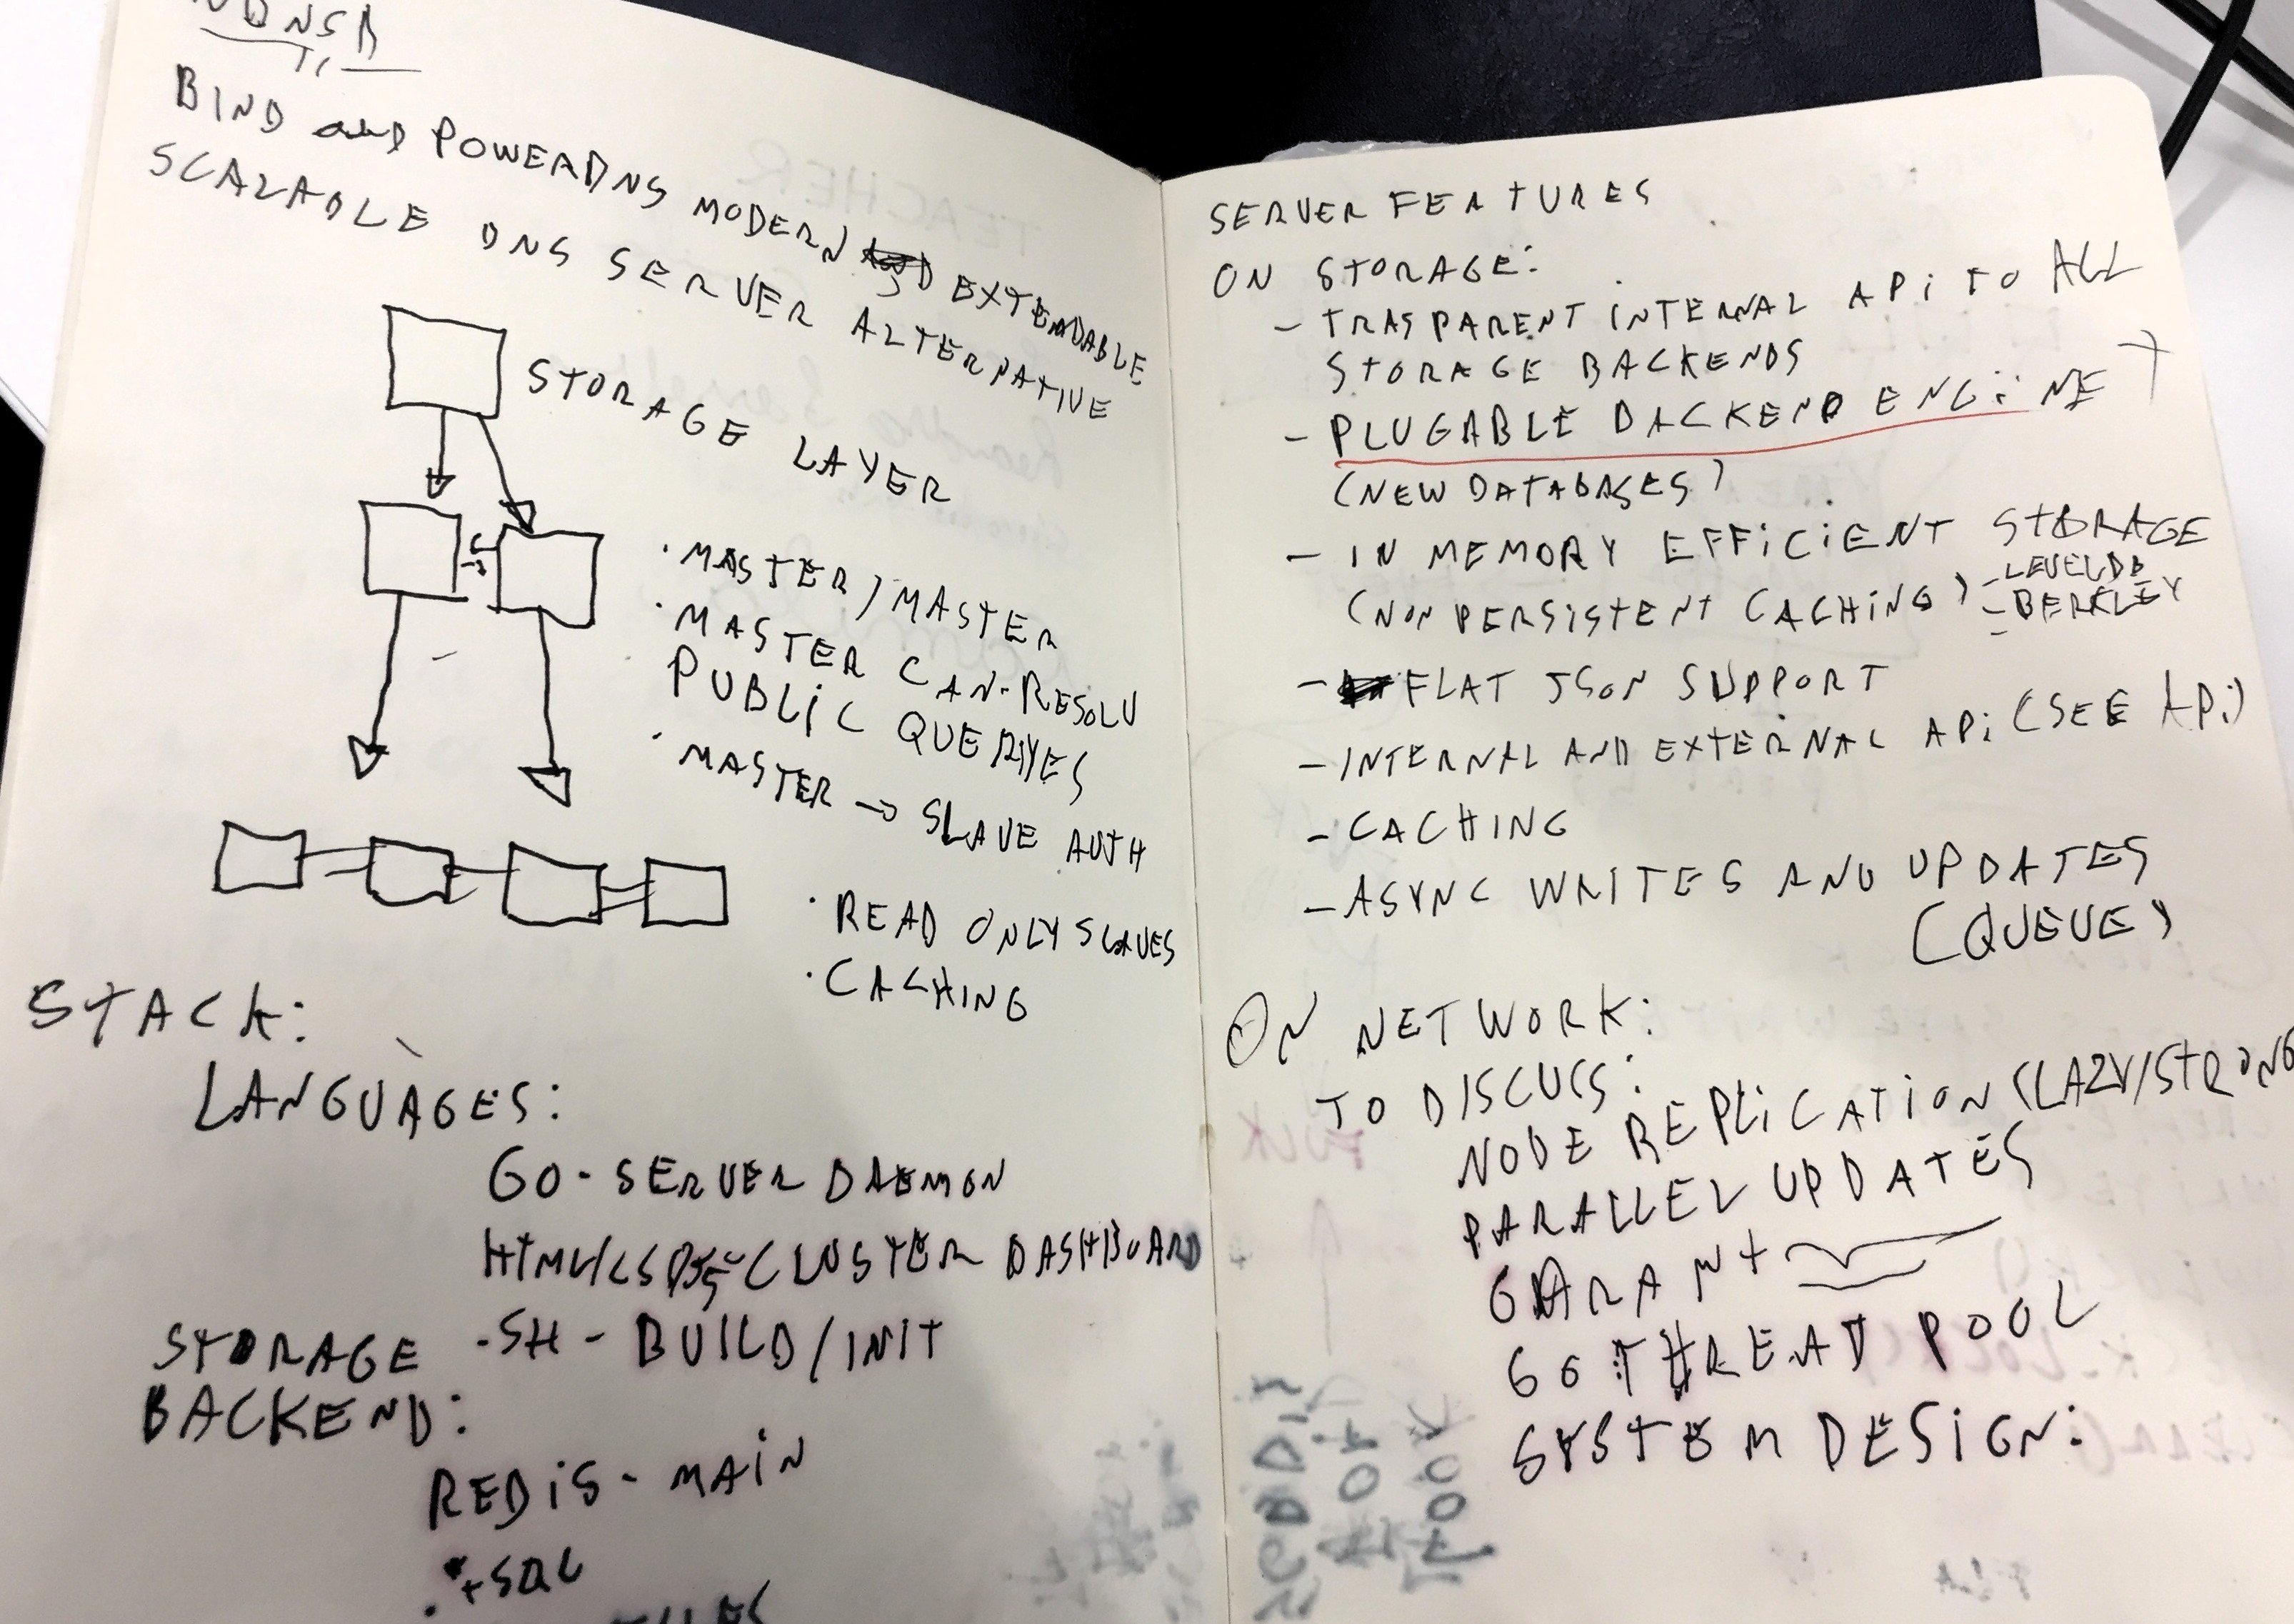 BIND and POWERDNS MODERN EXTENDABLE
SCALABLE DNS SERVER ALTERNATIVE
STORAGE LAYER
· MASTER/MASTER
· MASTER CAN RESOLV
PUBLIC QUERYES
· MASTER → SLAVE AUTH
· READ ONLY SLAVES
· CACHING
STACK:
LANGUAGES:
GO - SERVER DAEMON
HTML/CSS/JS - CLUSTER DASHBOARD
- SH - BUILD/INIT
STORAGE
BACKEND:
REDIS - MAIN
*SQL
SERVER FEATURES
ON STORAGE:
- TRASPARENT INTERNAL API TO ALL
STORAGE BACKENDS
- PLUGABLE BACKEND ENGINE
(NEW DATABASES)
- IN MEMORY EFFICIENT STORAGE
(NON PERSISTENT CACHING)
- LEVELDB
- BERKLEY
- FLAT JSON SUPPORT
- INTERNAL AND EXTERNAL API (SEE API)
- CACHING
- ASYNC WRITES AND UPDATES
(QUEUE)
ON NETWORK:
TO DISCUSS:
NODE REPLICATION (LAZY/STRONG
PARALLEL UPDATES
GO THREAD POOL
SYSTEM DESIGN: